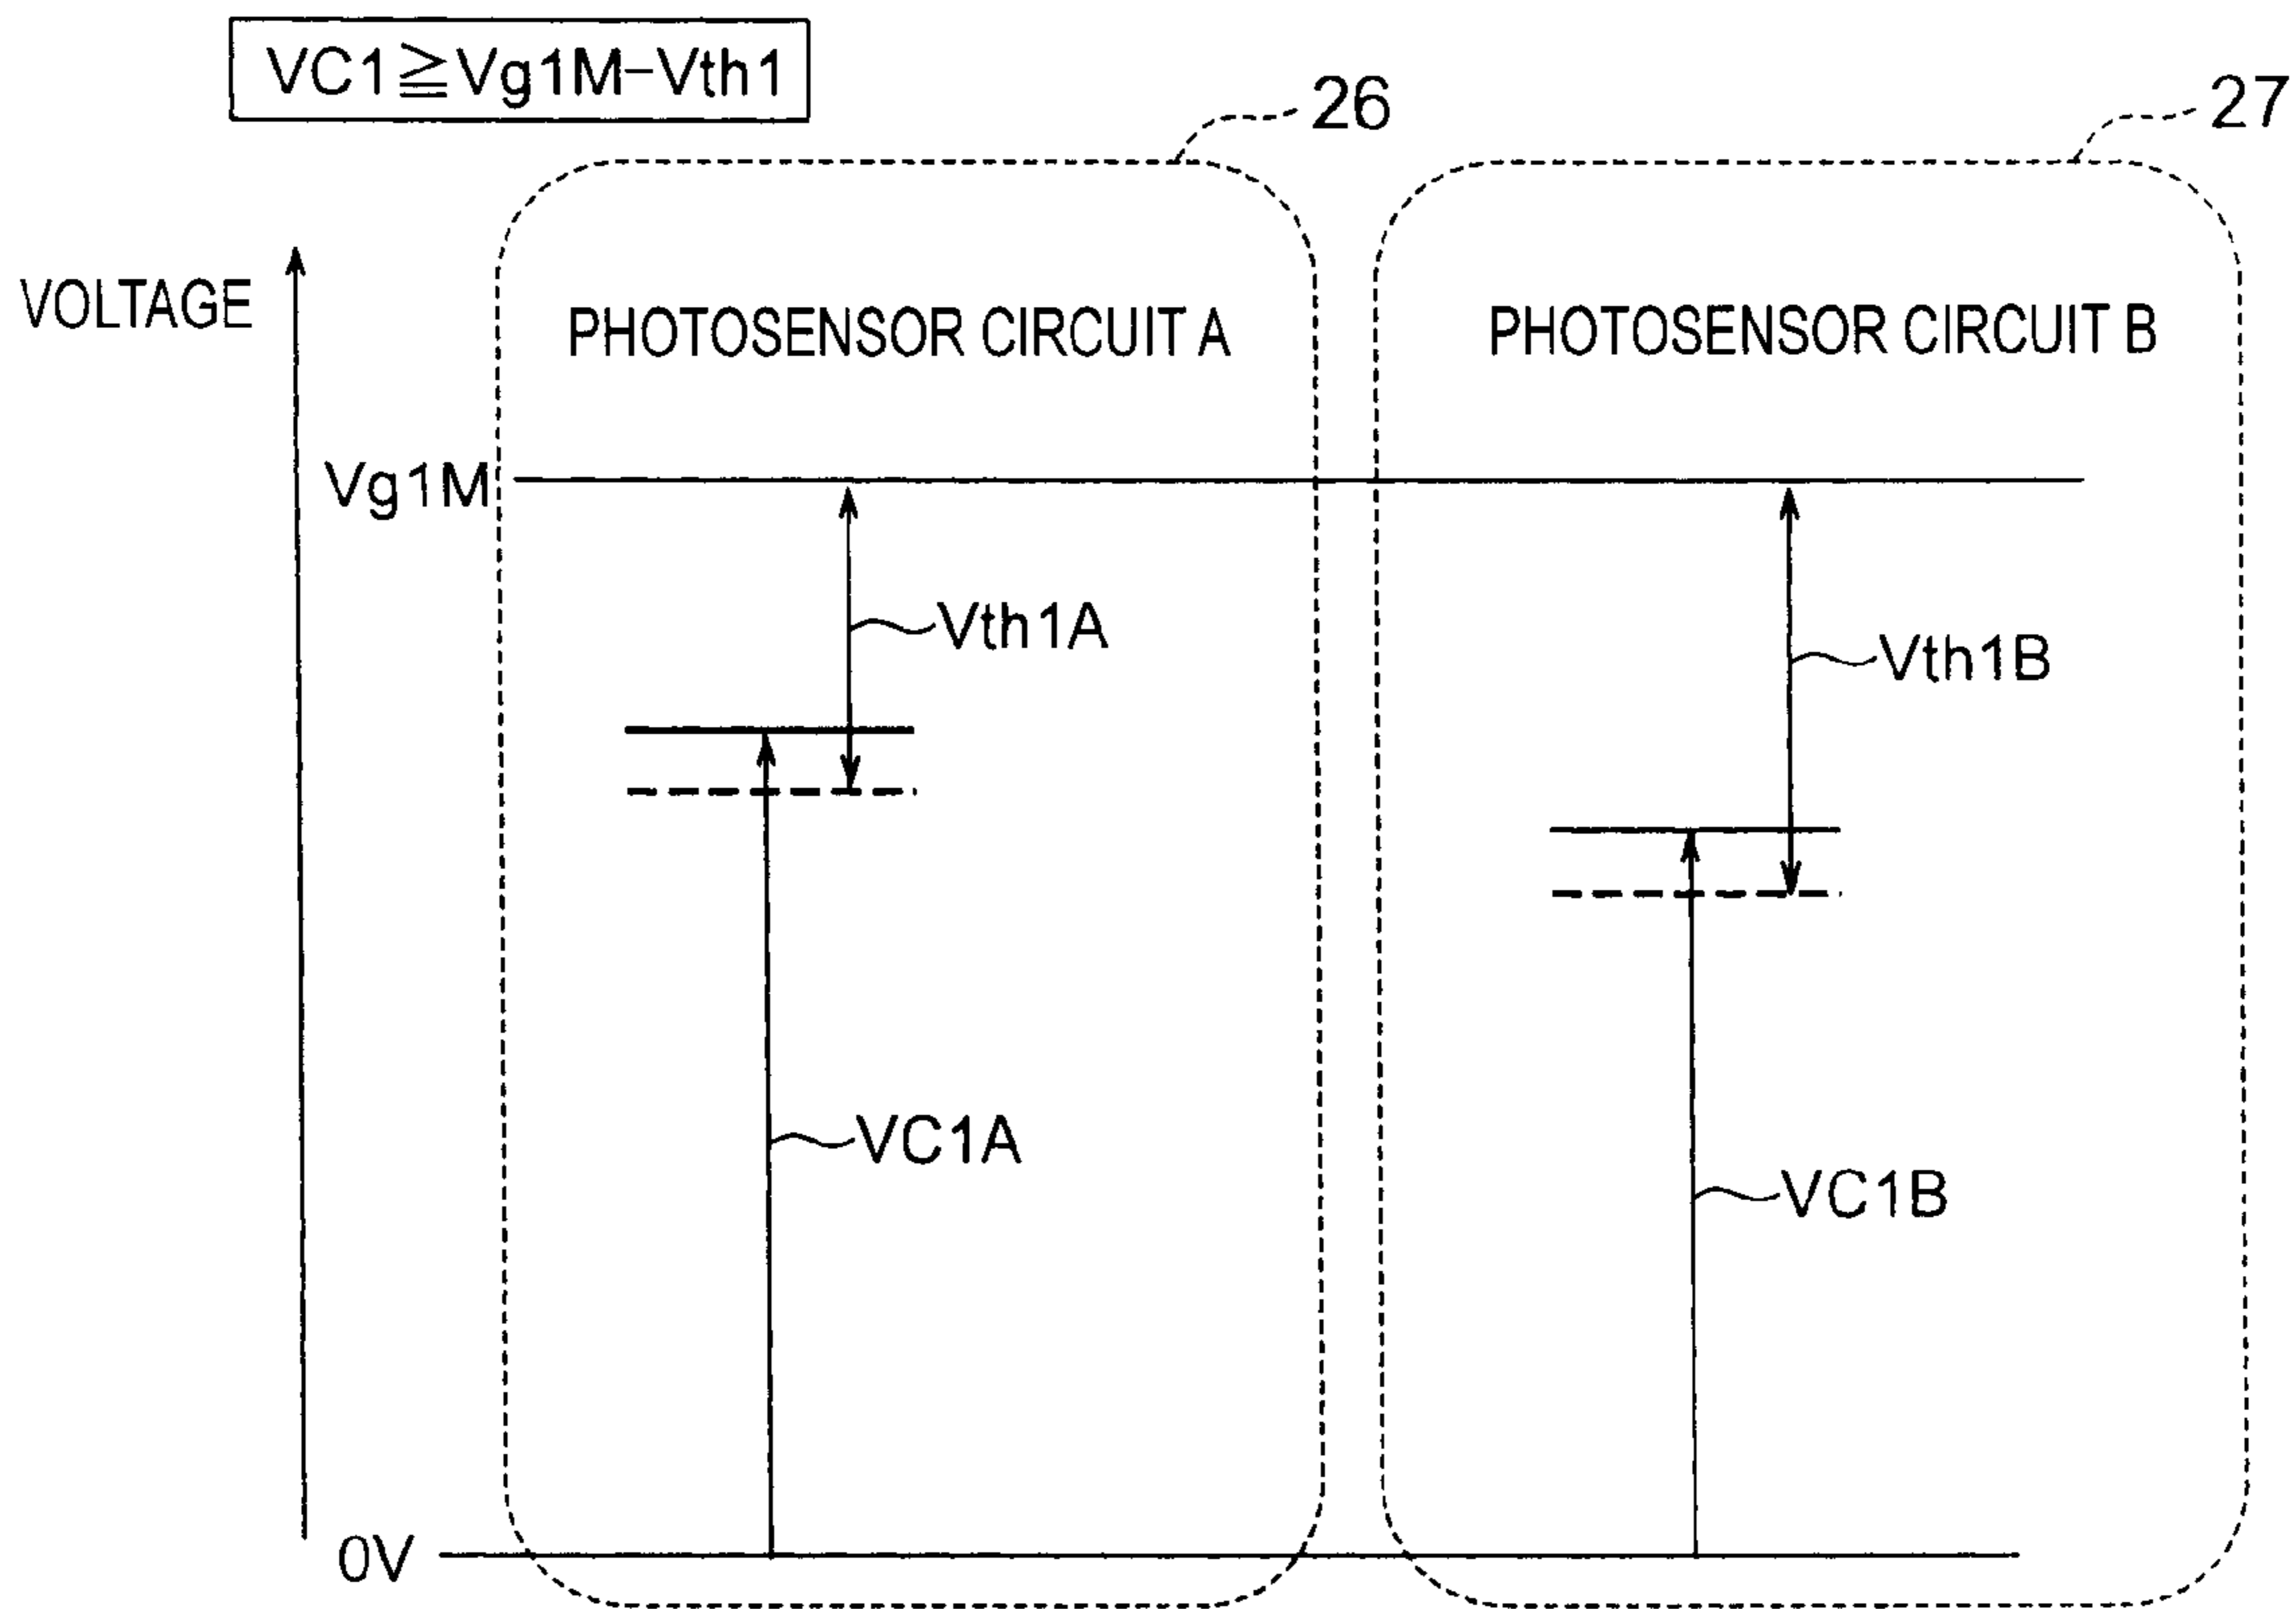 VC1≧Vg1M−Vth1
26
27
VOLTAGE
PHOTOSENSOR CIRCUIT A
PHOTOSENSOR CIRCUIT B
Vg1M
Vth1A
Vth1B
VC1A
VC1B
0V